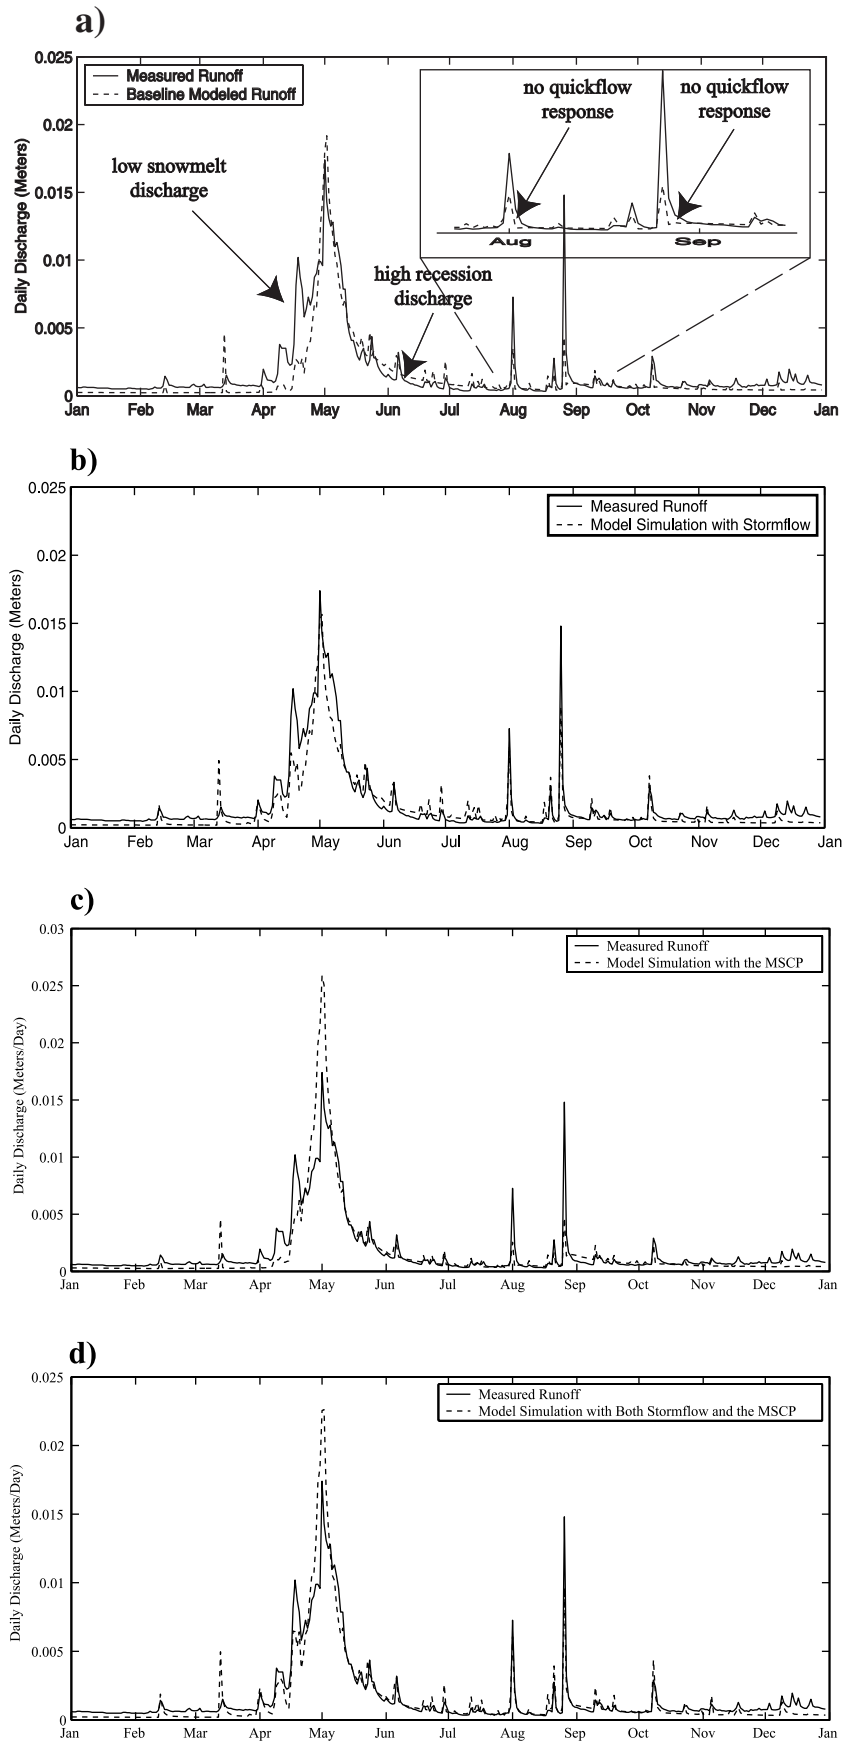 a)
0.025
0.02
0.015
0.01
0.005
0
Daily Discharge (Meters)
Measured Runoff
Baseline Modeled Runoff
low snowmelt
discharge
high recession
discharge
no quickflow
response
no quickflow
response
Aug Sep
Jan Feb Mar Apr May Jun Jul Aug Sep Oct Nov Dec Jan
b)
0.025
0.02
0.015
0.01
0.005
0
Daily Discharge (Meters)
Measured Runoff
Model Simulation with Stormflow
Jan Feb Mar Apr May Jun Jul Aug Sep Oct Nov Dec Jan
c)
0.03
0.025
0.02
0.015
0.01
0.005
0
Daily Discharge (Meters/Day)
Measured Runoff
Model Simulation with the MSCP
Jan Feb Mar Apr May Jun Jul Aug Sep Oct Nov Dec Jan
d)
0.025
0.02
0.015
0.01
0.005
0
Daily Discharge (Meters/Day)
Measured Runoff
Model Simulation with Both Stormflow and the MSCP
Jan Feb Mar Apr May Jun Jul Aug Sep Oct Nov Dec Jan